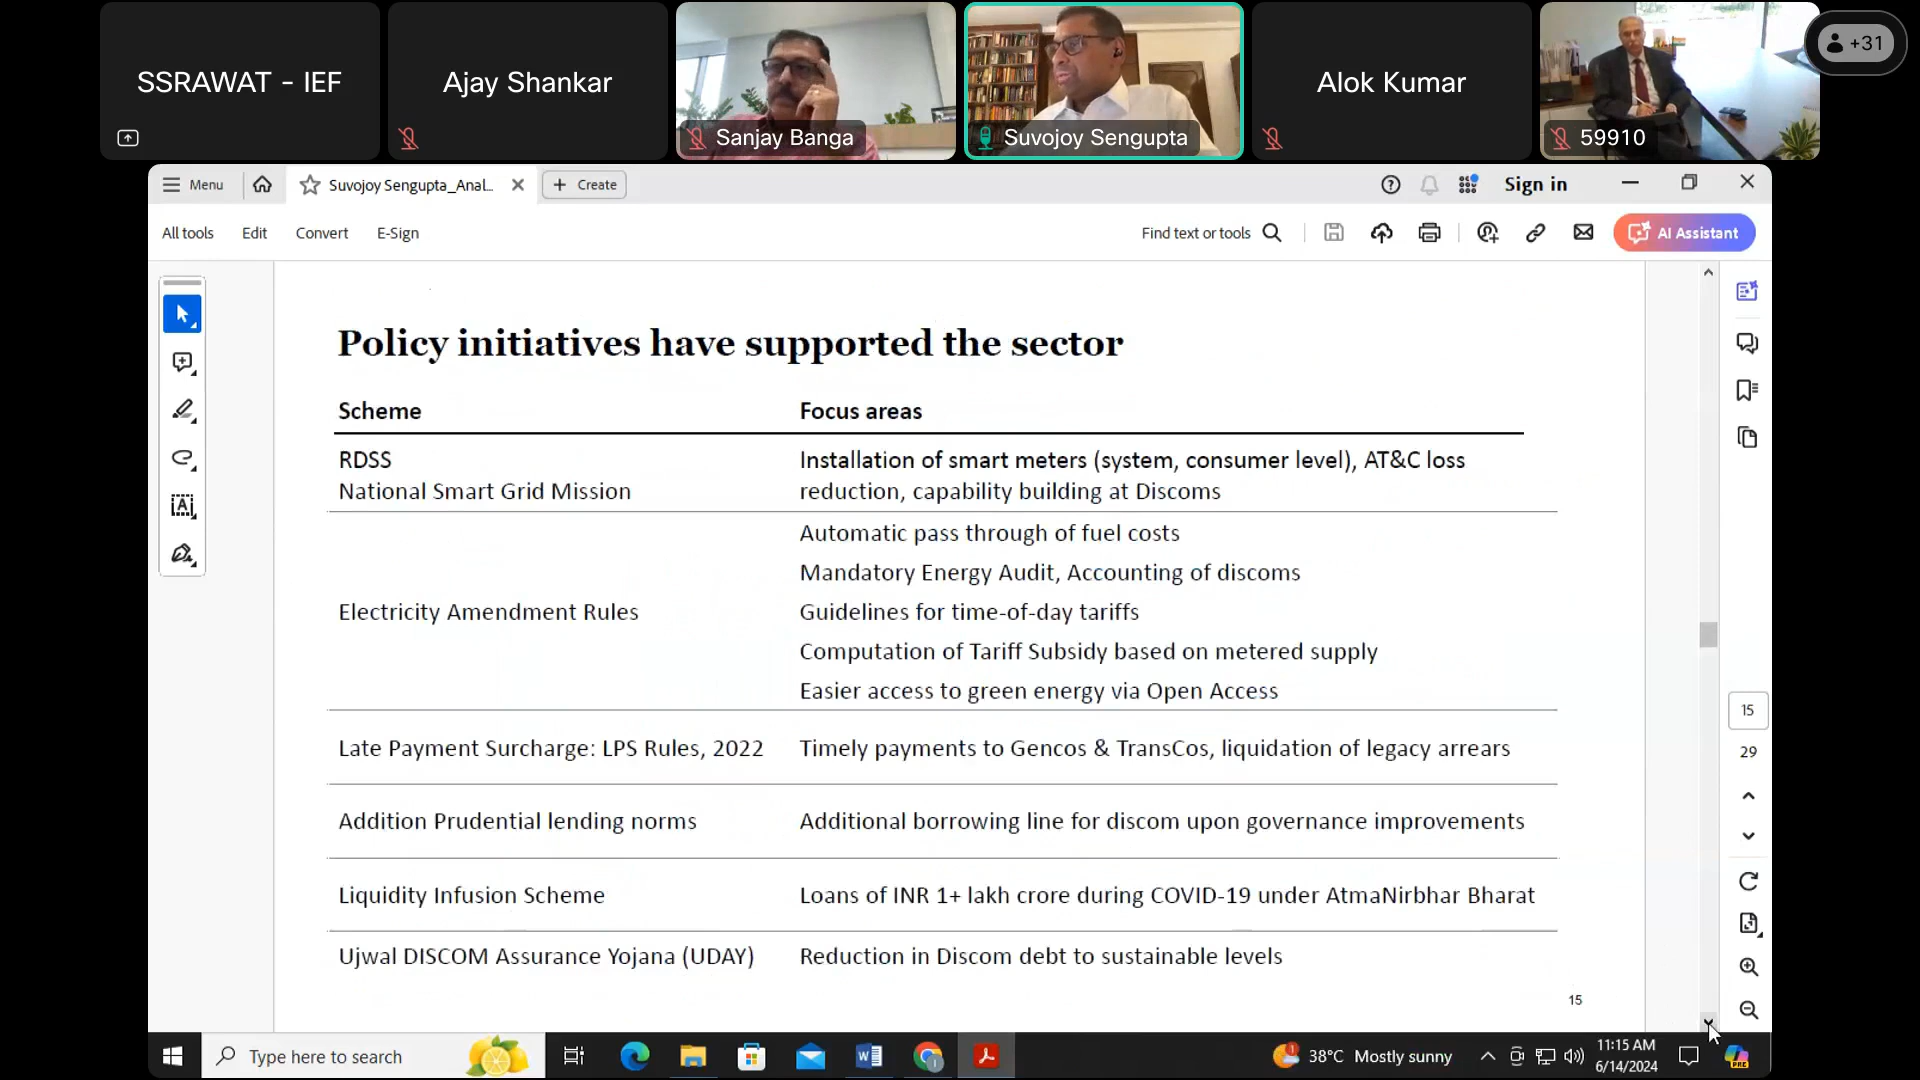 SSRAWAT - IEF
Ajay Shankar
Sanjay Banga
Suvojoy Sengupta
Alok Kumar
59910
+31
Menu
Suvojoy Sengupta_Anal...
Create
Sign in
All tools
Edit
Convert
E-Sign
Find text or tools
AI Assistant
Policy initiatives have supported the sector
Scheme
Focus areas
RDSS
National Smart Grid Mission
Installation of smart meters (system, consumer level), AT&C loss
reduction, capability building at Discoms
Electricity Amendment Rules
Automatic pass through of fuel costs
Mandatory Energy Audit, Accounting of discoms
Guidelines for time-of-day tariffs
Computation of Tariff Subsidy based on metered supply
Easier access to green energy via Open Access
Late Payment Surcharge: LPS Rules, 2022
Timely payments to Gencos & TransCos, liquidation of legacy arrears
Addition Prudential lending norms
Additional borrowing line for discom upon governance improvements
Liquidity Infusion Scheme
Loans of INR 1+ lakh crore during COVID-19 under AtmaNirbhar Bharat
Ujwal DISCOM Assurance Yojana (UDAY)
Reduction in Discom debt to sustainable levels
15
15
29
Type here to search
1
38°C Mostly sunny
11:15 AM
6/14/2024
PRE